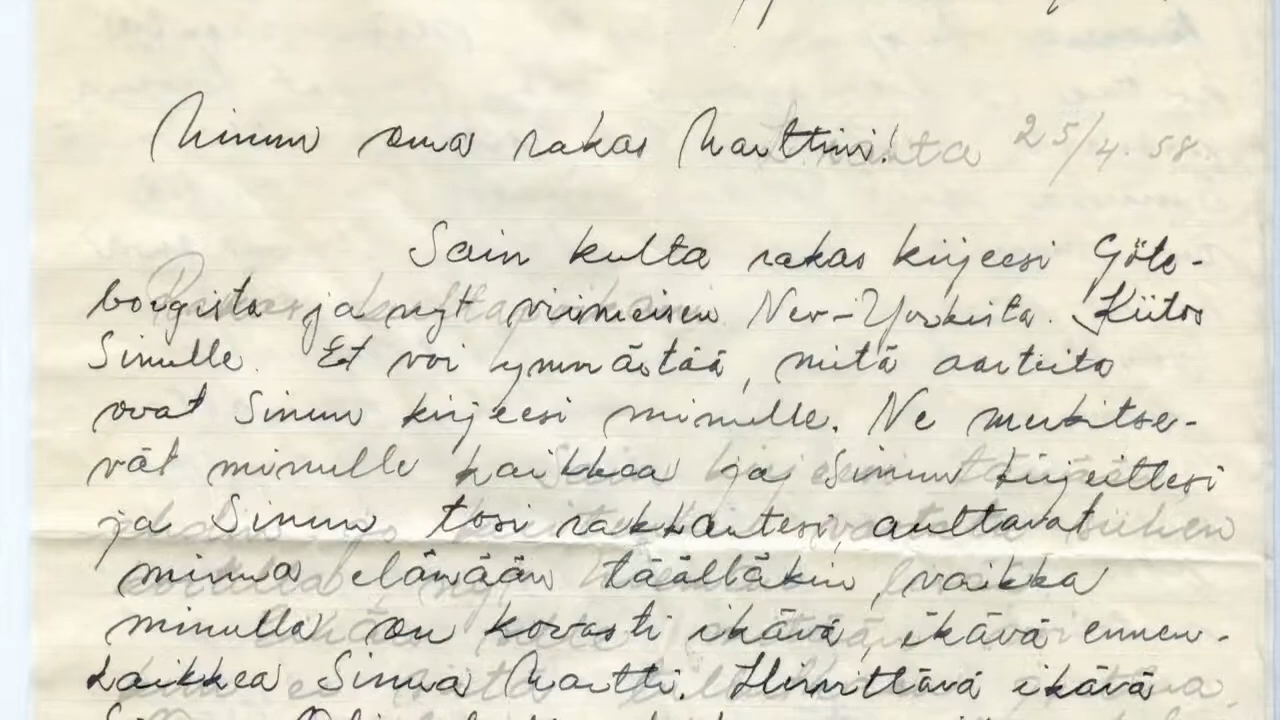 25/4. 58
Minun oma rakas Marttini!
Sain kulta rakas kirjeesi Göte-
borgista ja nyt viimeisen New-Yorkista. Kiitos
Sinulle. Et voi ymmärtää, mitä aarteita
ovat Sinun kirjeesi minulle. Ne merkitse-
vät minulle kaikkea ja Sinun kirjeittesi
ja Sinun tosi rakkautesi, auttavat
minua elämään täälläkin, vaikka
minulla on kovasti ikävä, ikävä ennen-
kaikkea Sinua Martti. Hirvittävä ikävä